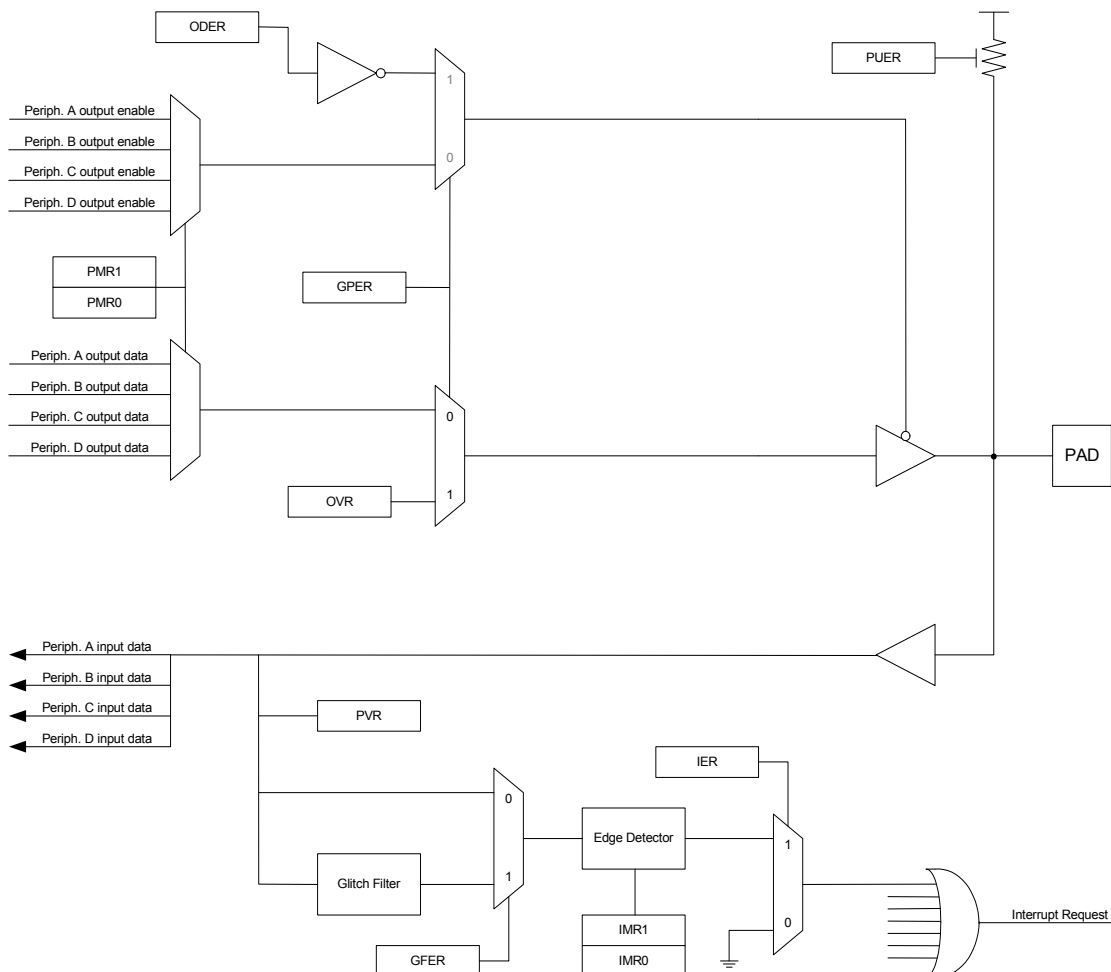 ODER
PUER
1
Periph. A output enable
Periph. B output enable
0
Periph. C output enable
Periph. D output enable
PMR1
GPER
PMR0
Periph. A output data
Periph. B output data
0
Periph. C output data
Periph. D output data
PAD
OVR
1
Periph. A input data
Periph. B input data
Periph. C input data
PVR
Periph. D input data
IER
0
Edge Detector
1
Glitch Filter
1
0
Interrupt Request
IMR1
GFER
IMR0